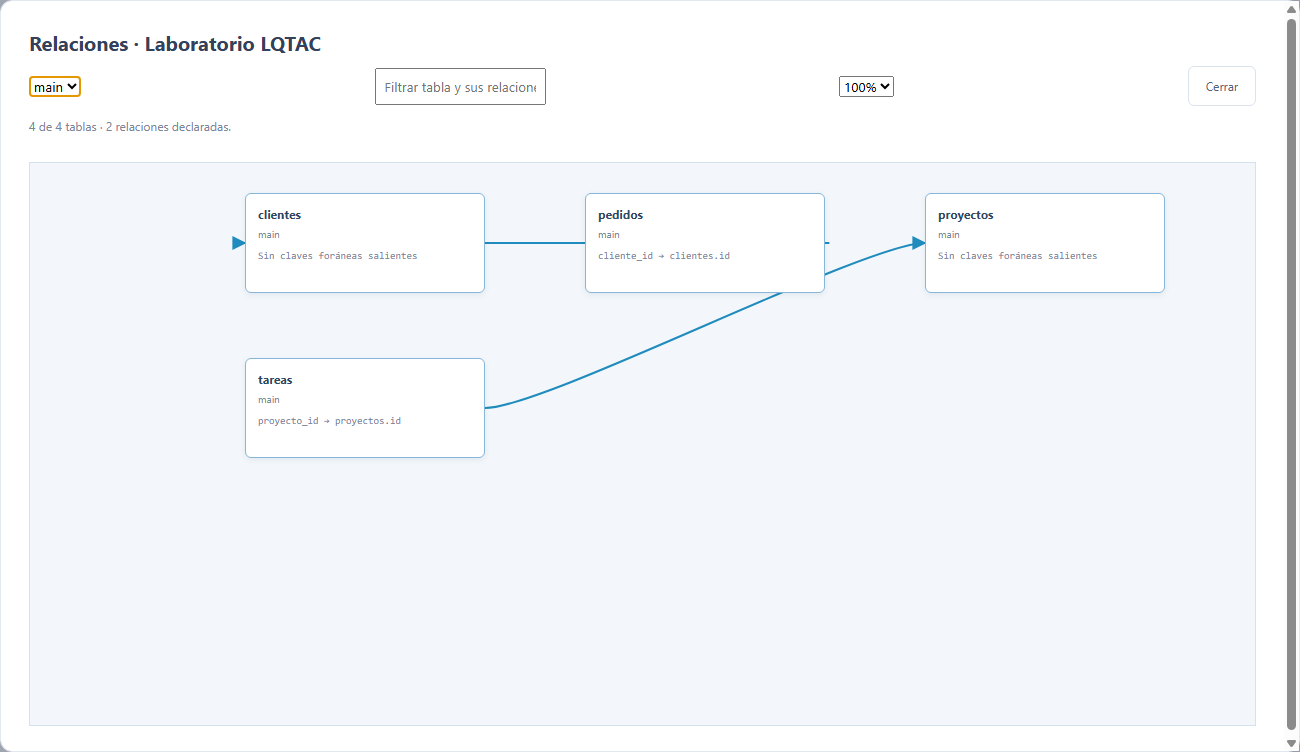 Relaciones · Laboratorio LQTAC
main
Filtrar tabla y sus relacione
100%
Cerrar
4 de 4 tablas · 2 relaciones declaradas.
clientes
main
Sin claves foráneas salientes
pedidos
main
cliente_id → clientes.id
proyectos
main
Sin claves foráneas salientes
tareas
main
proyecto_id → proyectos.id